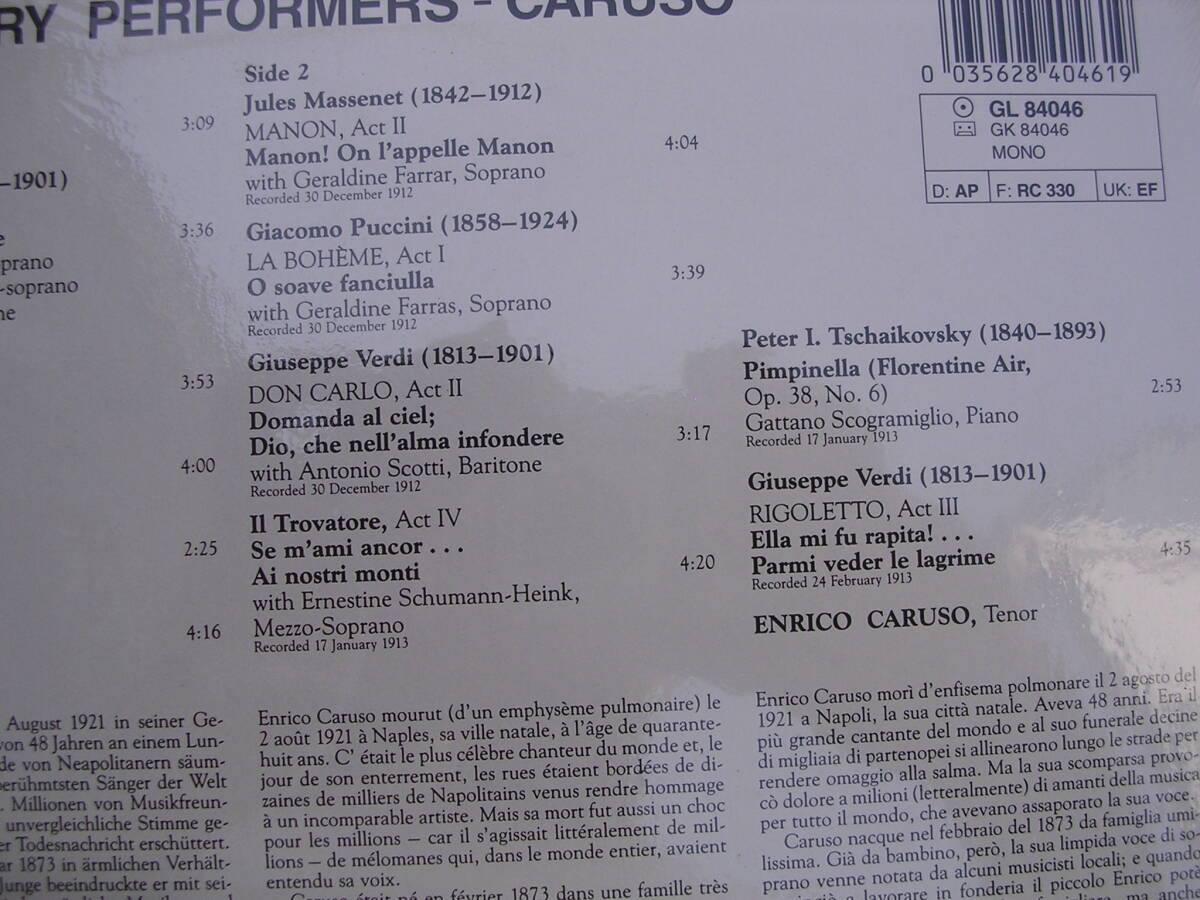 RY PERFORMERS - CARUSO
0 035628 404619
GL 84046
GK 84046
MONO
D: AP F: RC 330 UK: EF
3:09
–1901)
3:36
prano
-soprano
3:53
4:00
2:25
4:16
Side 2
Jules Massenet (1842–1912)
MANON, Act II
Manon! On l'appelle Manon 4:04
with Geraldine Farrar, Soprano
Recorded 30 December 1912
Giacomo Puccini (1858–1924)
LA BOHÈME, Act I
O soave fanciulla 3:39
with Geraldine Farras, Soprano
Recorded 30 December 1912
Giuseppe Verdi (1813–1901)
DON CARLO, Act II
Domanda al ciel;
Dio, che nell'alma infondere 3:17
with Antonio Scotti, Baritone
Recorded 30 December 1912
Il Trovatore, Act IV
Se m'ami ancor . . .
Ai nostri monti 4:20
with Ernestine Schumann-Heink,
Mezzo-Soprano
Recorded 17 January 1913
Peter I. Tschaikovsky (1840–1893)
Pimpinella (Florentine Air,
Op. 38, No. 6) 2:53
Gattano Scogramiglio, Piano
Recorded 17 January 1913
Giuseppe Verdi (1813–1901)
RIGOLETTO, Act III
Ella mi fu rapita! . . .
Parmi veder le lagrime 4:35
Recorded 24 February 1913
ENRICO CARUSO, Tenor
August 1921 in seiner Ge-
von 48 Jahren an einem Lun-
de von Neapolitanern säum-
berühmtesten Sänger der Welt
. Millionen von Musikfreun-
unvergleichliche Stimme ge-
er Todesnachricht erschüttert.
ar 1873 in ärmlichen Verhält-
Junge beeindruckte er mit sei-
Enrico Caruso mourut (d'un emphysème pulmonaire) le
2 août 1921 à Naples, sa ville natale, à l'âge de quarante-
huit ans. C' était le plus célèbre chanteur du monde et, le
jour de son enterrement, les rues étaient bordées de di-
zaines de milliers de Napolitains venus rendre hommage
à un incomparable artiste. Mais sa mort fut aussi un choc
pour les millions – car il s'agissait littéralement de mil-
lions – de mélomanes qui, dans le monde entier, avaient
entendu sa voix.
Caruso était né en février 1873 dans une famille très
Enrico Caruso morì d'enfisema polmonare il 2 agosto del
1921 a Napoli, la sua città natale. Aveva 48 anni. Era il
più grande cantante del mondo e al suo funerale decine
di migliaia di partenopei si allinearono lungo le strade per
rendere omaggio alla salma. Ma la sua scomparsa provo-
cò dolore a milioni (letteralmente) di amanti della musica
per tutto il mondo, che avevano assaporato la sua voce.
Caruso nacque nel febbraio del 1873 da famiglia umi-
lissima. Già da bambino, però, la sua limpida voce di so-
prano venne notata da alcuni musicisti locali; e quando
a lavorare in fonderia il piccolo Enrico potè